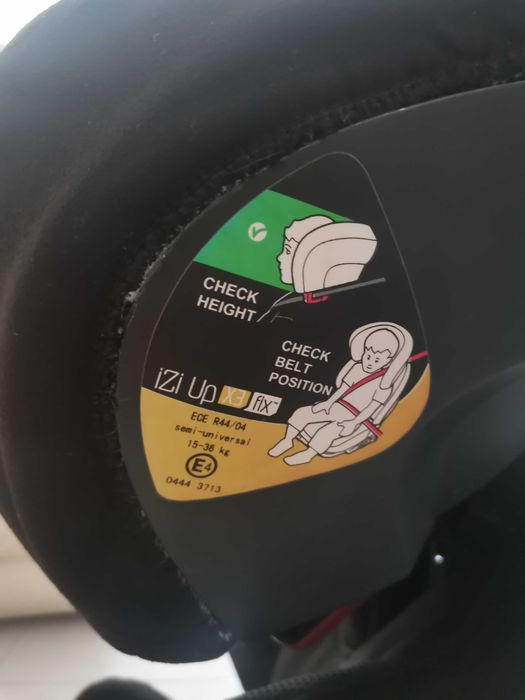 CHECK
HEIGHT
CHECK
BELT
POSITION
iZi Up X3 fix™
ECE R44/04
semi-universal
15-36 kg
E4
0444 3713